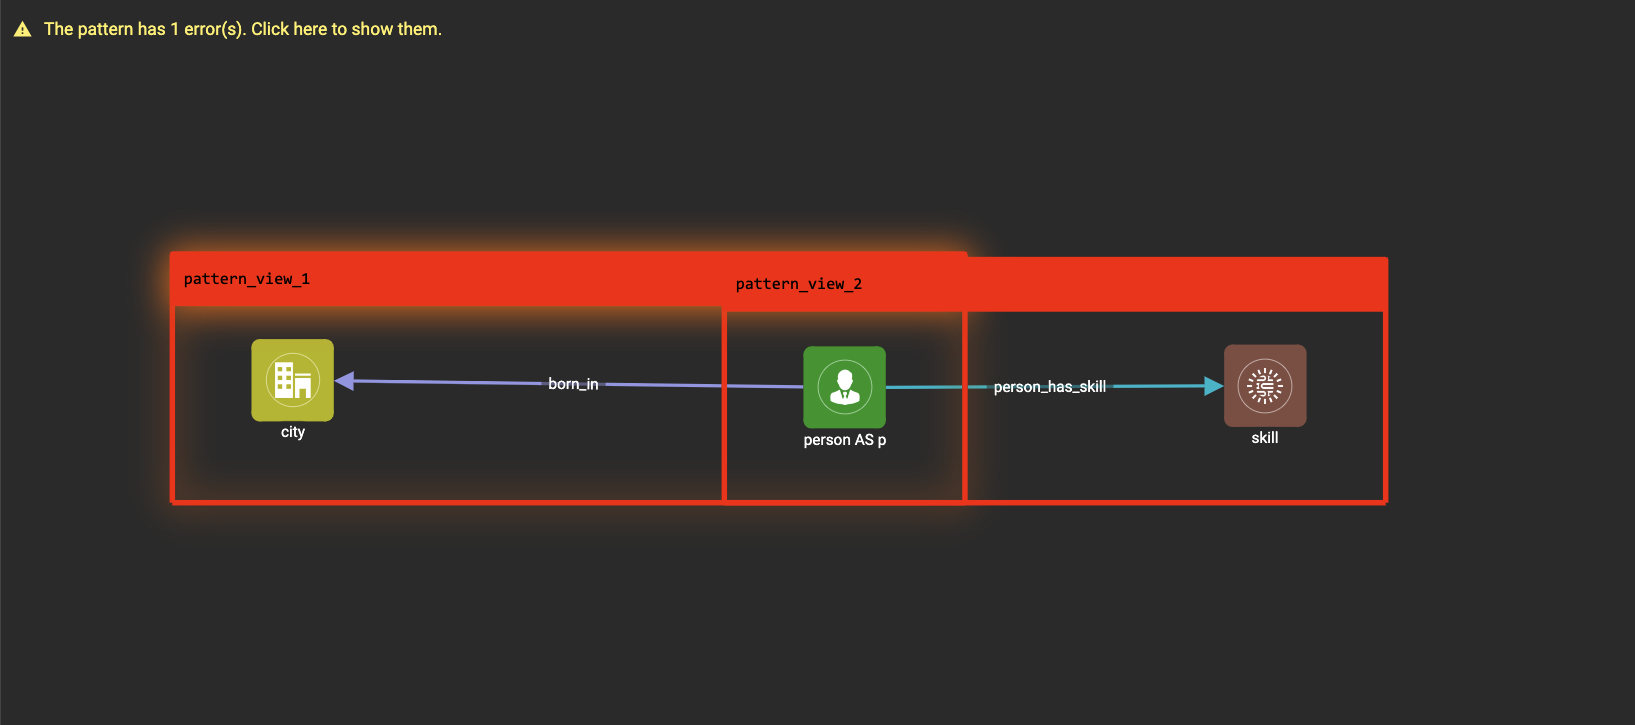 The pattern has 1 error(s). Click here to show them.
pattern_view_1
pattern_view_2
born_in
person_has_skill
city
person AS p
skill